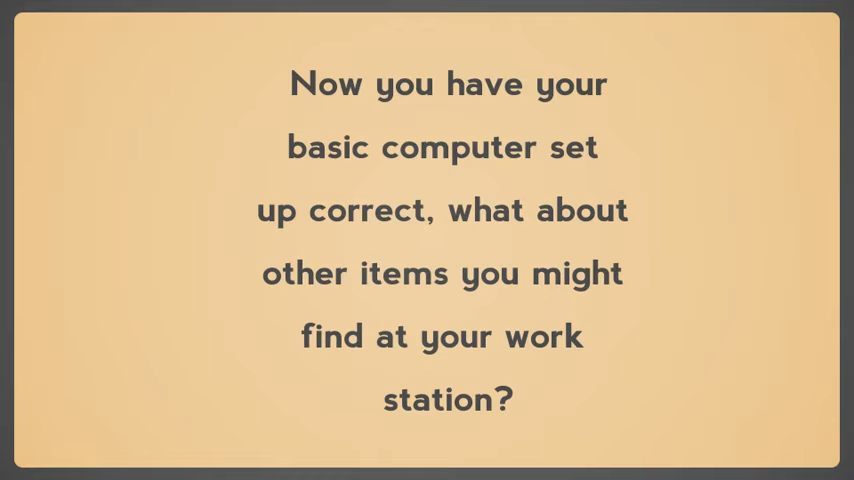 Now you have your
basic computer set
up correct, what about
other items you might
find at your work
station?